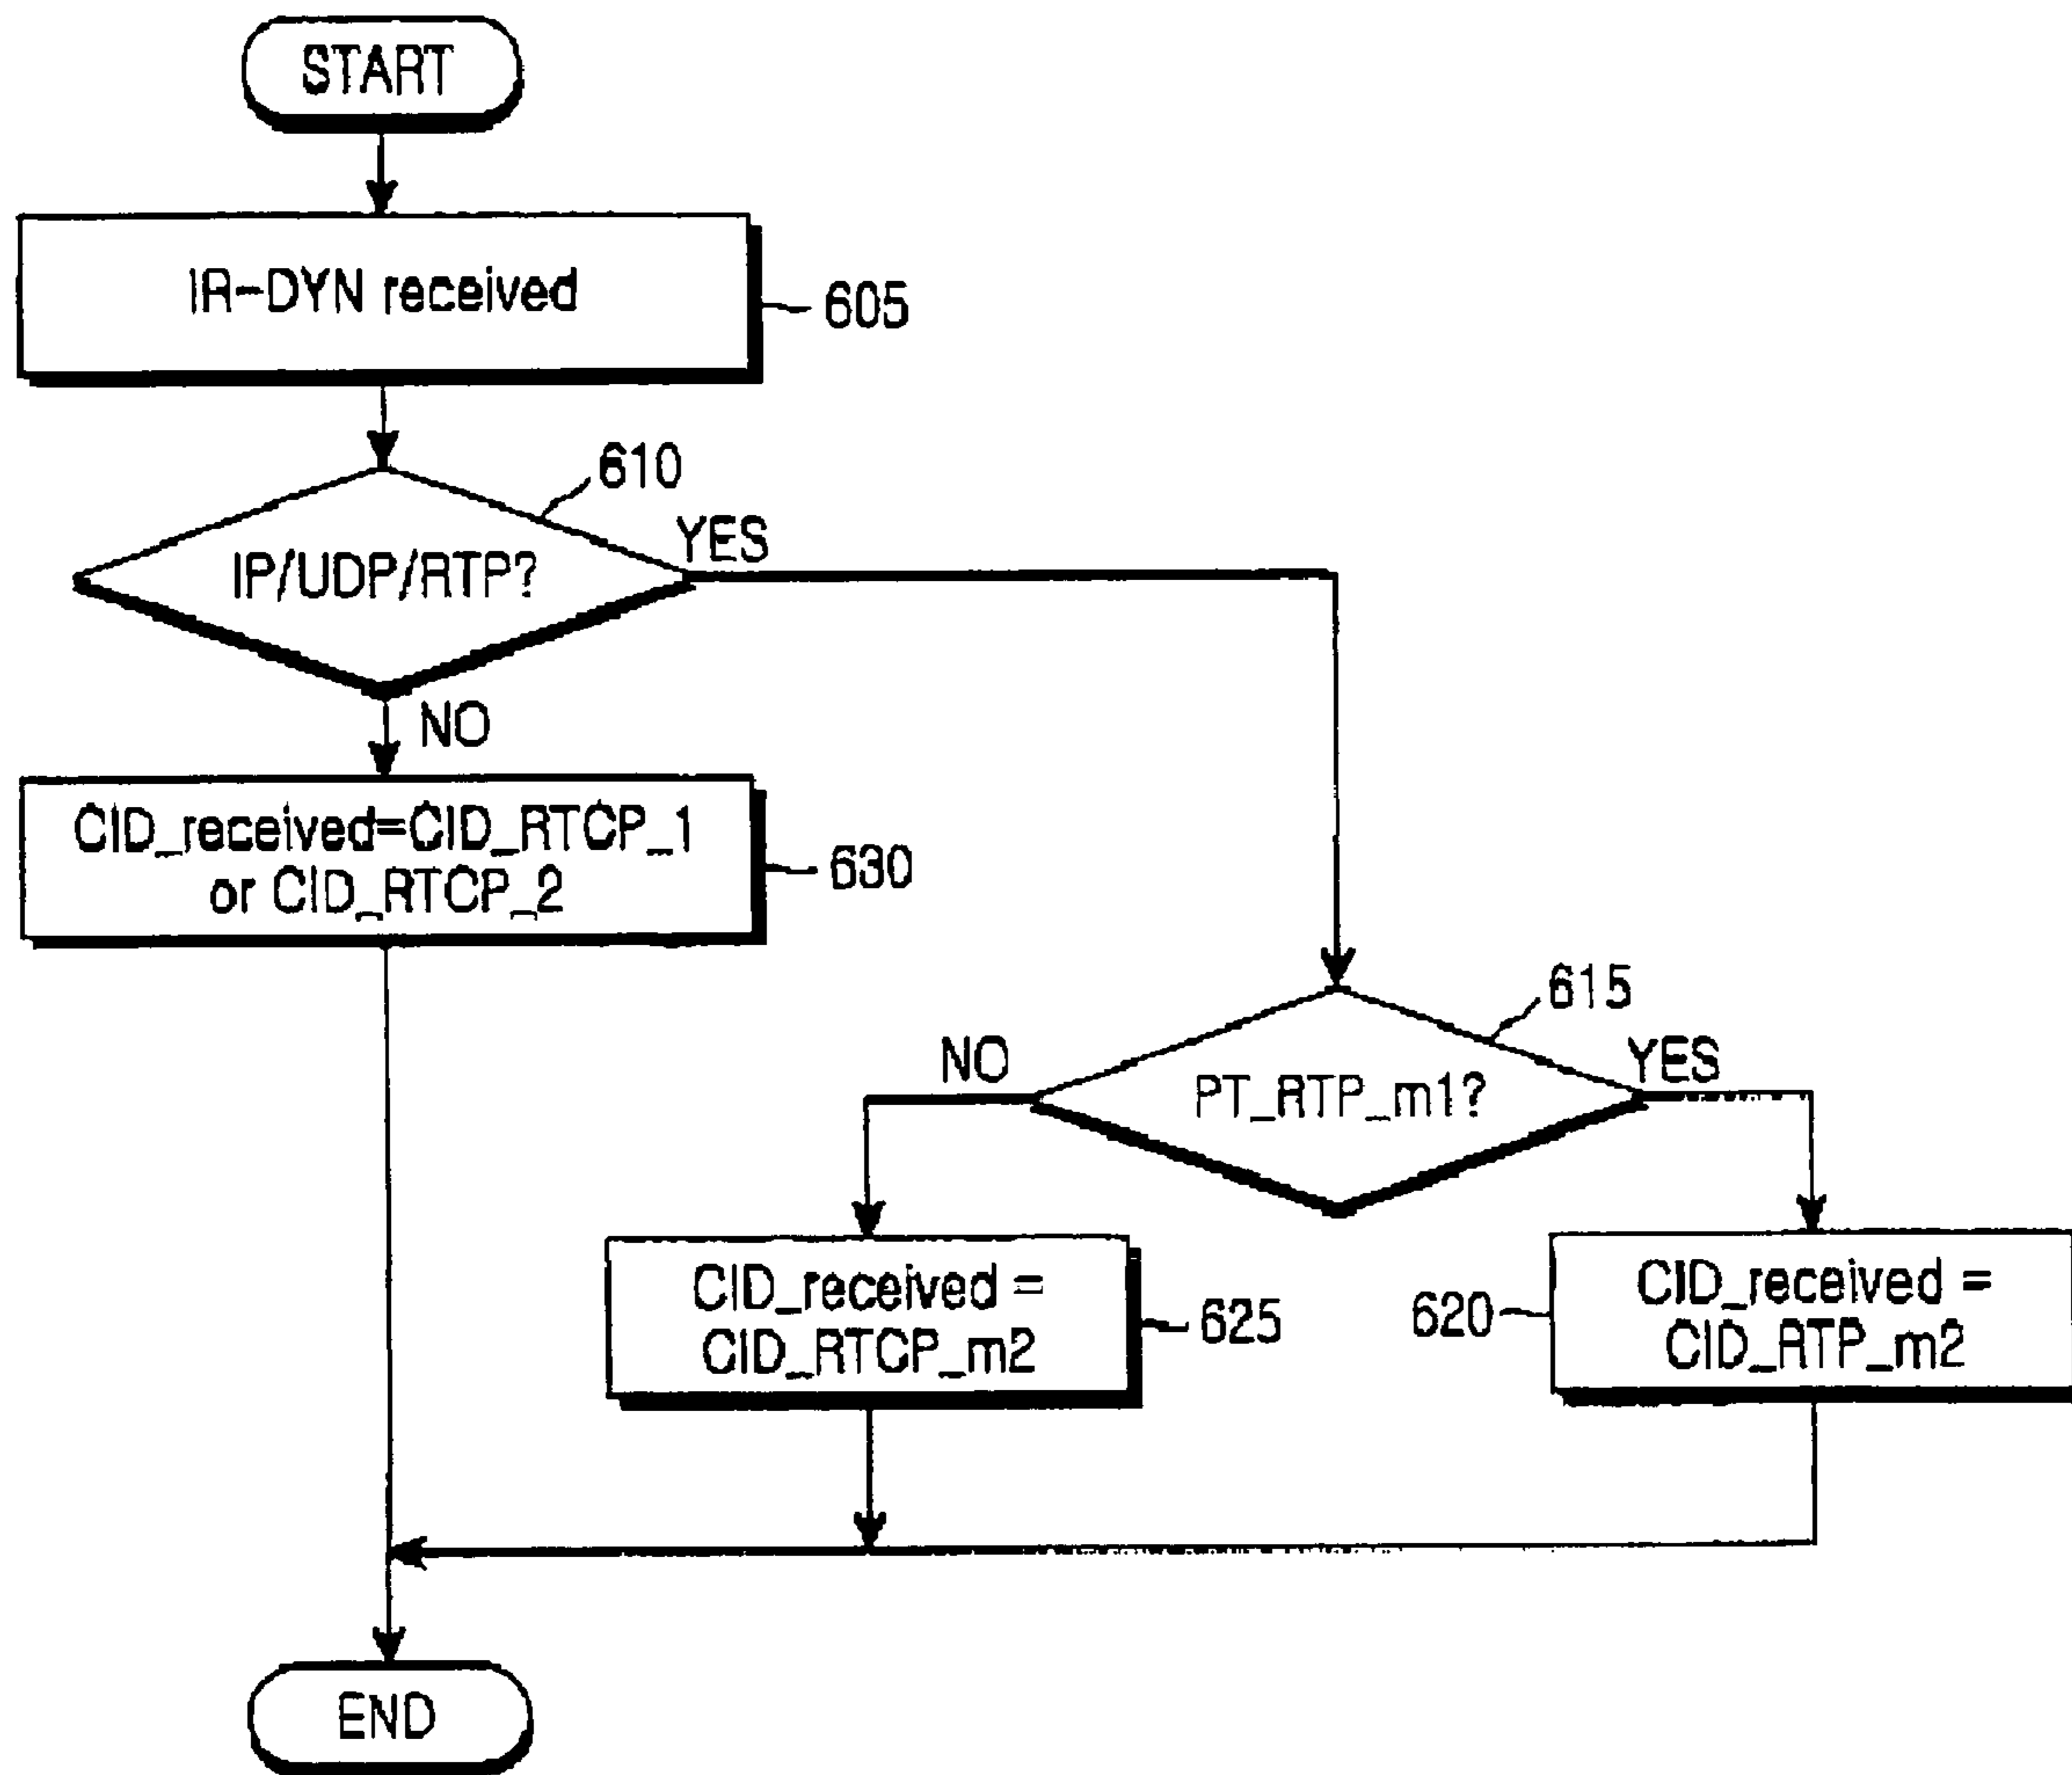 START
IR-DYN received
605
610
IP/UDP/RTP?
YES
NO
CID_received=CID_RTCP_1
or CID_RTCP_2
630
615
NO
PT_RTP_m1?
YES
CID_received =
CID_RTCP_m2
625
620
CID_received =
CID_RTP_m2
END